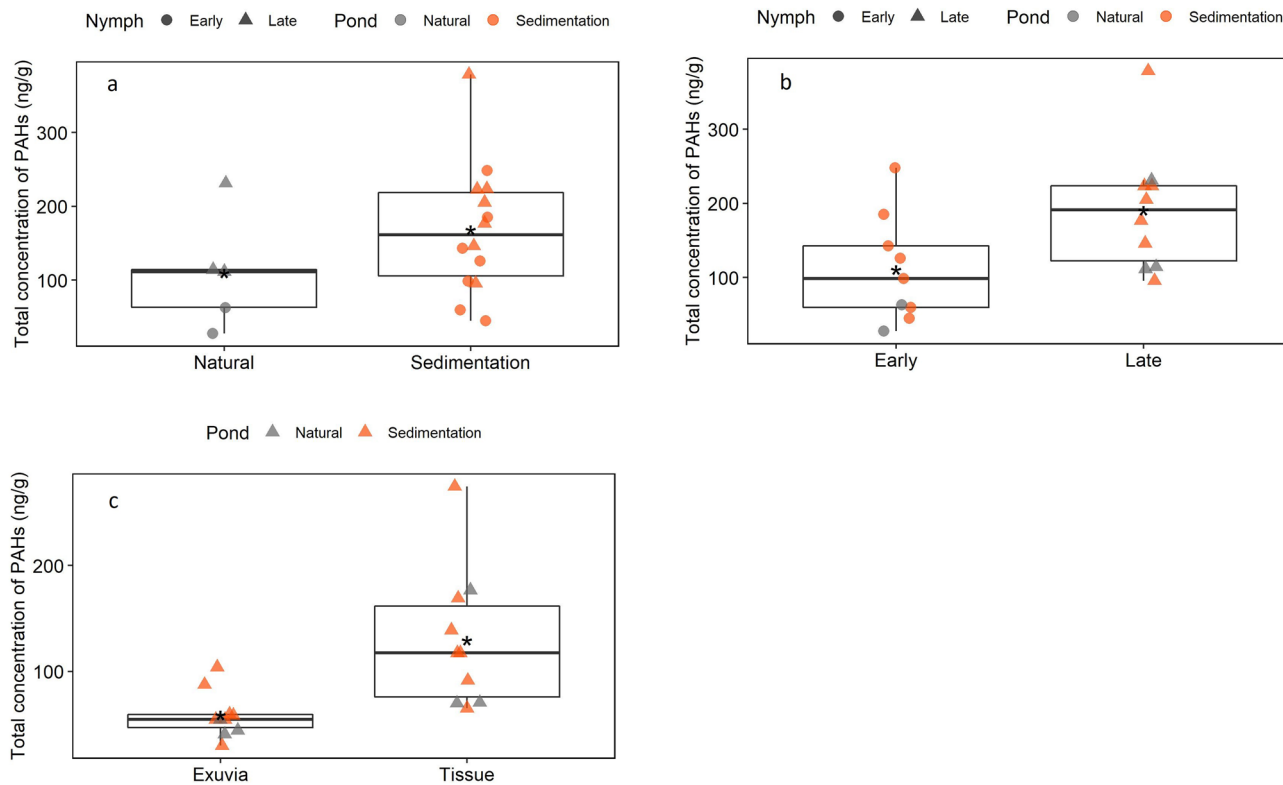 Nymph Early Late Pond Natural Sedimentation
Total concentration of PAHs (ng/g)
a
300
200
100
*
*
Natural Sedimentation
Nymph Early Late Pond Natural Sedimentation
Total concentration of PAHs (ng/g)
b
300
200
100
*
*
Early Late
Pond Natural Sedimentation
Total concentration of PAHs (ng/g)
c
200
100
*
*
Exuvia Tissue